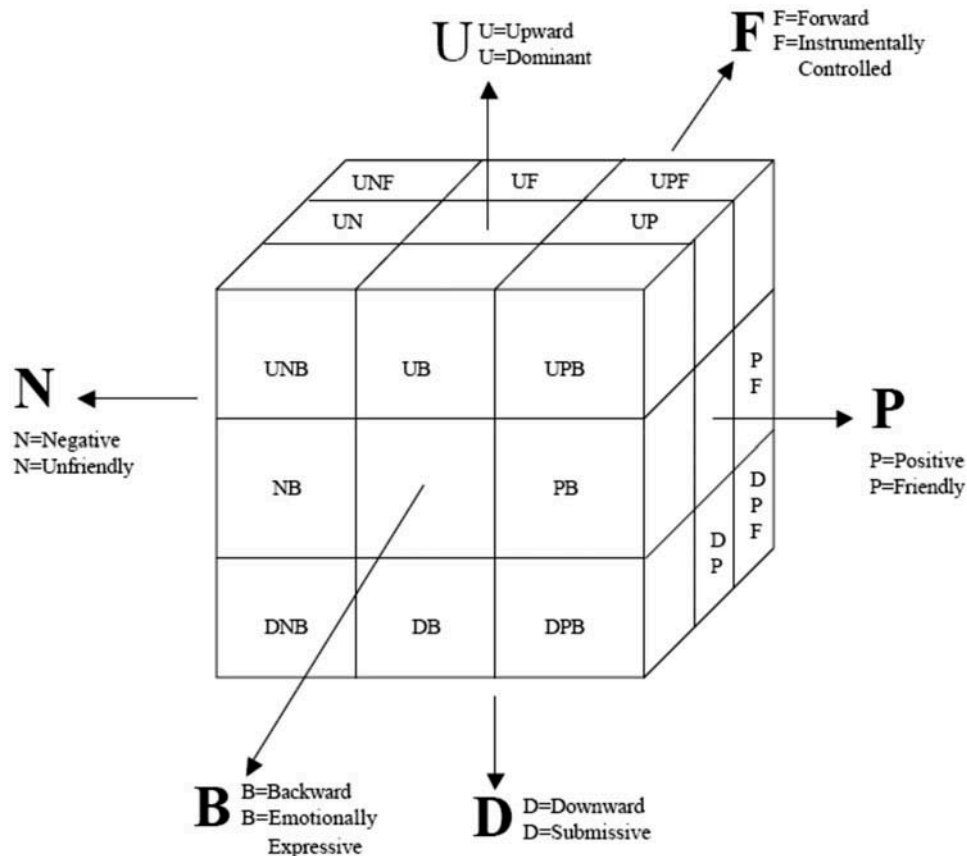 U U=Upward
U=Dominant
F F=Forward
F=Instrumentally
Controlled
UNF UF UPF
UN UP
UNB UB UPB
P
F
N
N=Negative
N=Unfriendly
P
P=Positive
P=Friendly
NB PB
D
P
F
D
P
DNB DB DPB
B B=Backward
B=Emotionally
Expressive
D D=Downward
D=Submissive